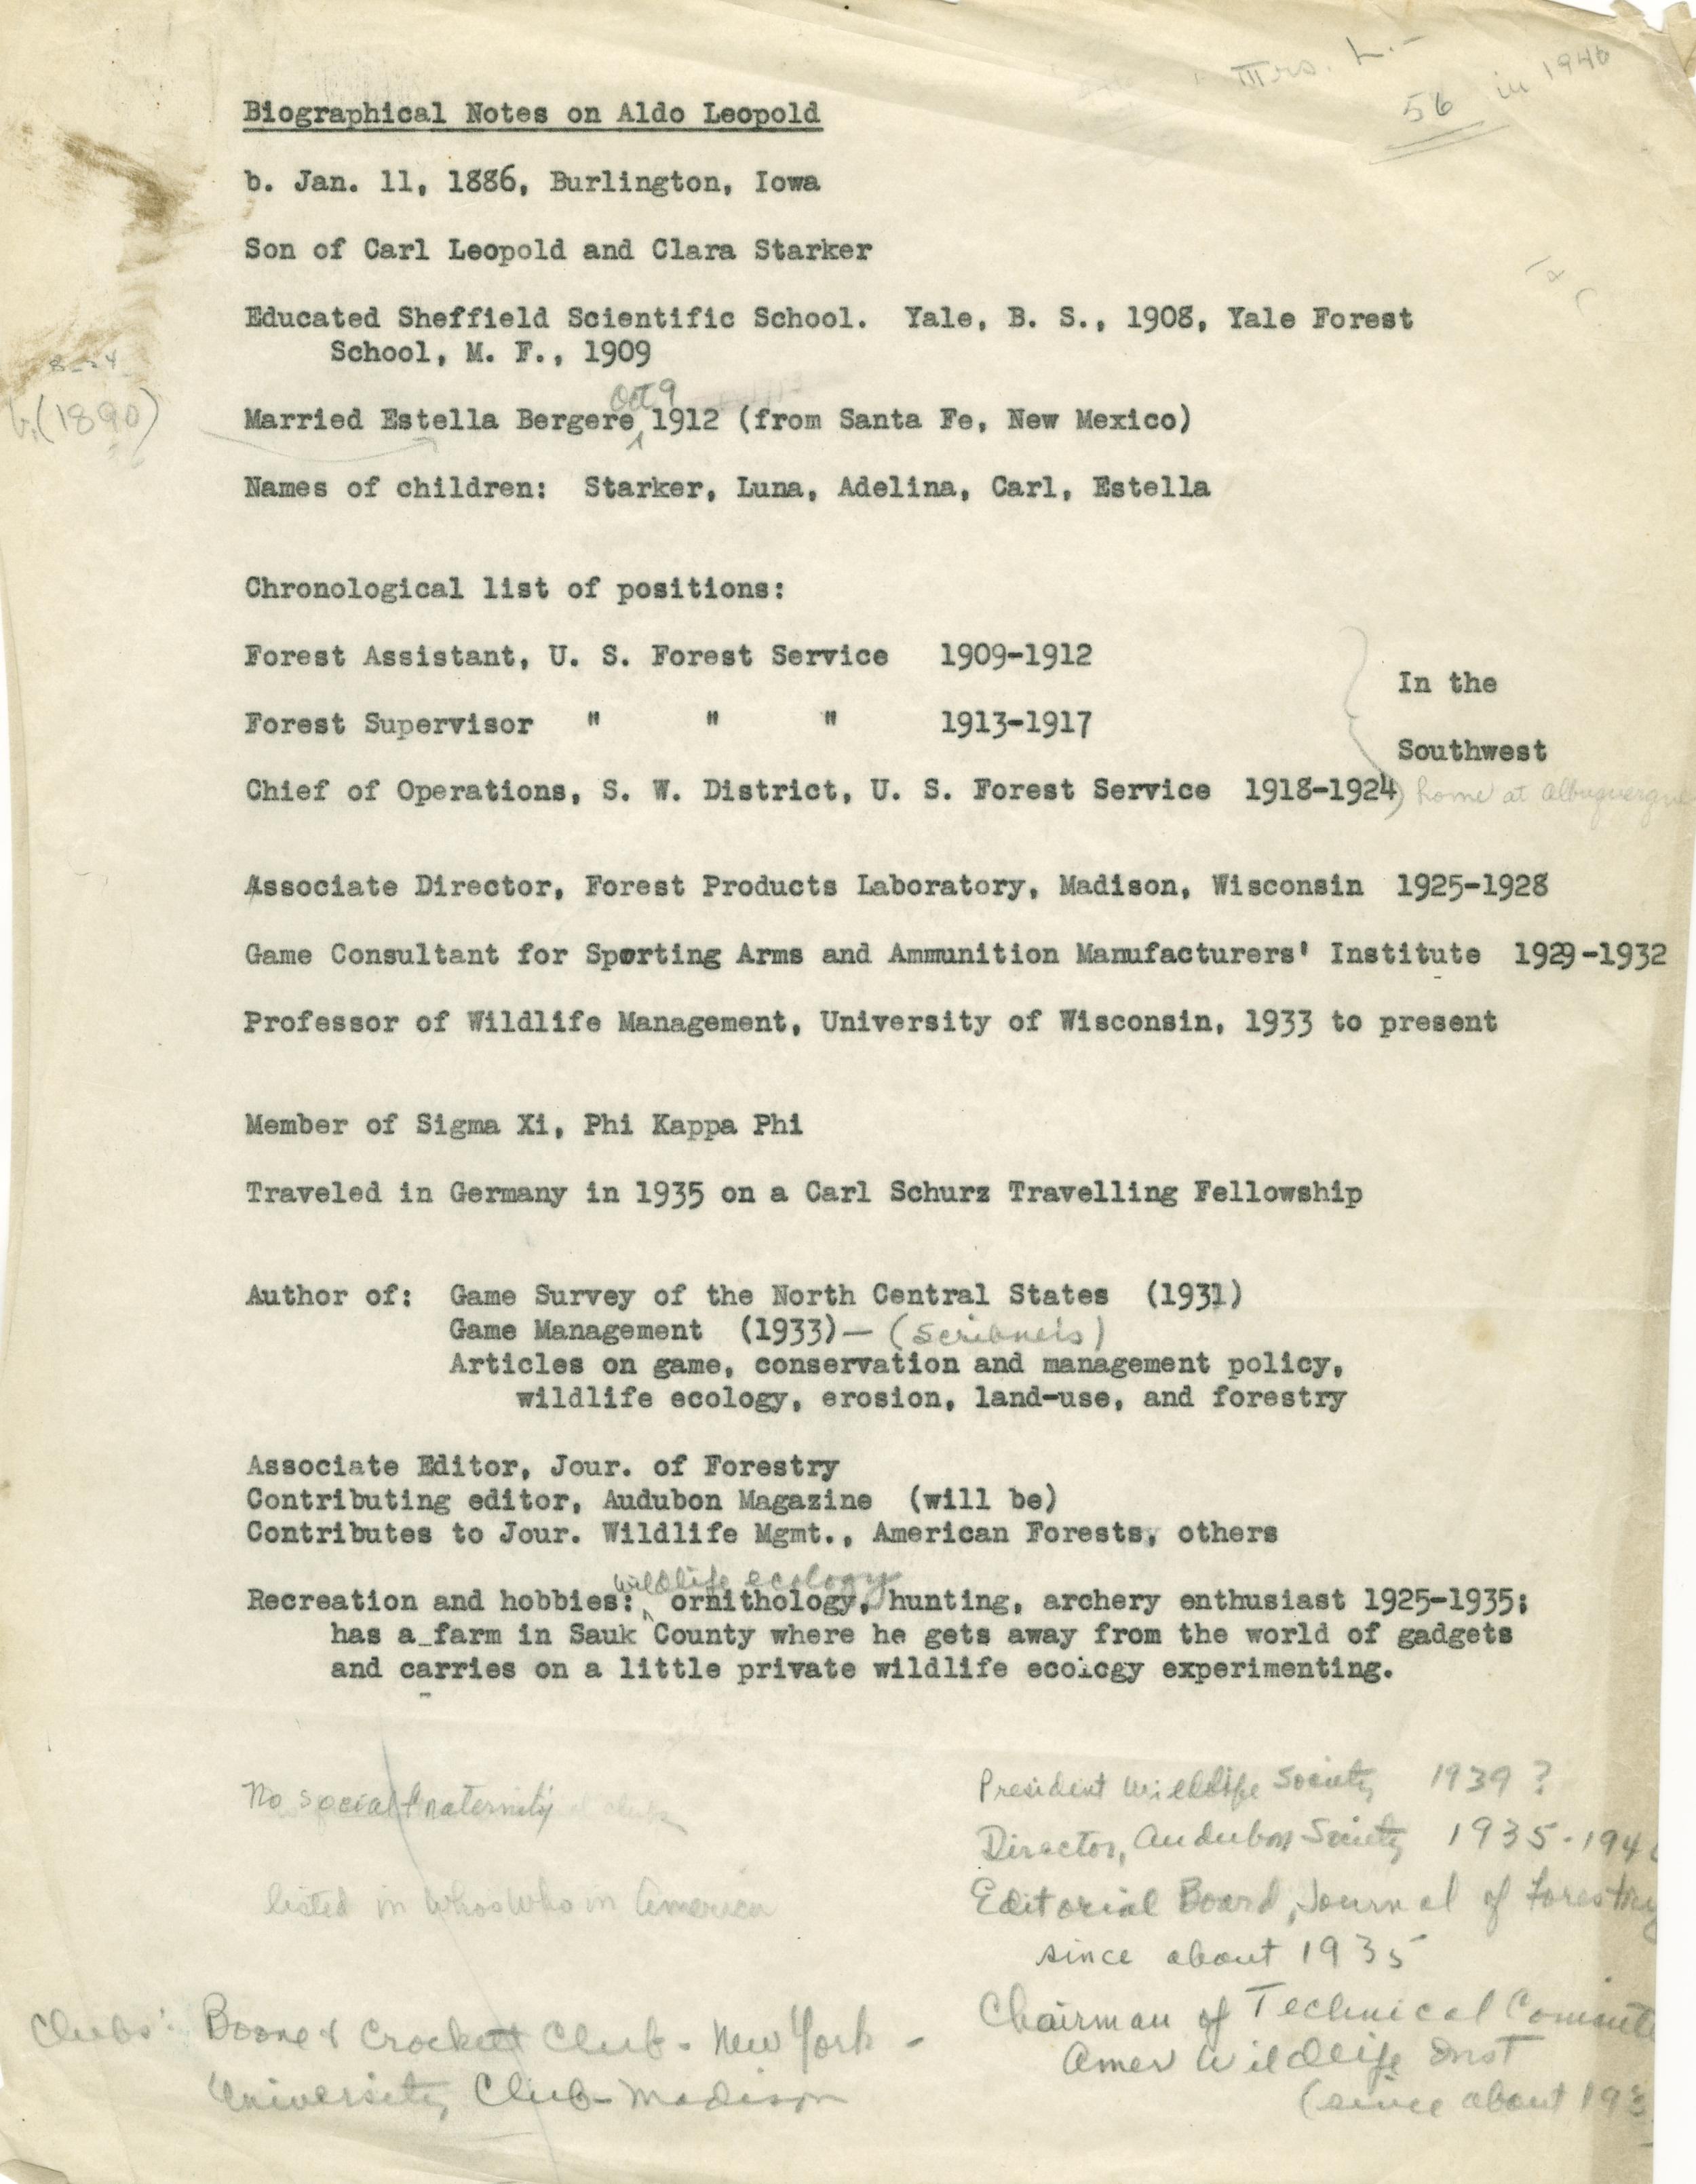 Mrs. L.-
56 in 1946
Biographical Notes on Aldo Leopold
b. Jan. 11, 1886, Burlington, Iowa
Son of Carl Leopold and Clara Starker
Educated Sheffield Scientific School. Yale, B. S., 1908, Yale Forest
School, M. F., 1909
8-24
b. (1890)
Oct 9
Married Estella Bergere 1912 (from Santa Fe, New Mexico)
Names of children: Starker, Luna, Adelina, Carl, Estella
Chronological list of positions:
Forest Assistant, U. S. Forest Service 1909-1912
In the
Forest Supervisor " " " 1913-1917
Southwest
Chief of Operations, S. W. District, U. S. Forest Service 1918-1924) home at Albuquerque
Associate Director, Forest Products Laboratory, Madison, Wisconsin 1925-1928
Game Consultant for Sporting Arms and Ammunition Manufacturers' Institute 1929-1932
Professor of Wildlife Management, University of Wisconsin, 1933 to present
Member of Sigma Xi, Phi Kappa Phi
Traveled in Germany in 1935 on a Carl Schurz Travelling Fellowship
Author of: Game Survey of the North Central States (1931)
Game Management (1933)— (Scribners)
Articles on game, conservation and management policy,
wildlife ecology, erosion, land-use, and forestry
Associate Editor, Jour. of Forestry
Contributing editor, Audubon Magazine (will be)
Contributes to Jour. Wildlife Mgmt., American Forests, others
wildlife ecology
Recreation and hobbies: ornithology, hunting, archery enthusiast 1925-1935;
has a farm in Sauk County where he gets away from the world of gadgets
and carries on a little private wildlife ecology experimenting.
No social fraternity
listed in Whos Who in America
Clubs: Boone & Crockett Club - New York -
University Club - Madison
President Wildlife Society 1939 ?
Director, Audubon Society 1935-194
Editorial Board, Journal of Forestry
since about 1935
Chairman of Technical Committe
Amer Wildlife Inst
(since about 193